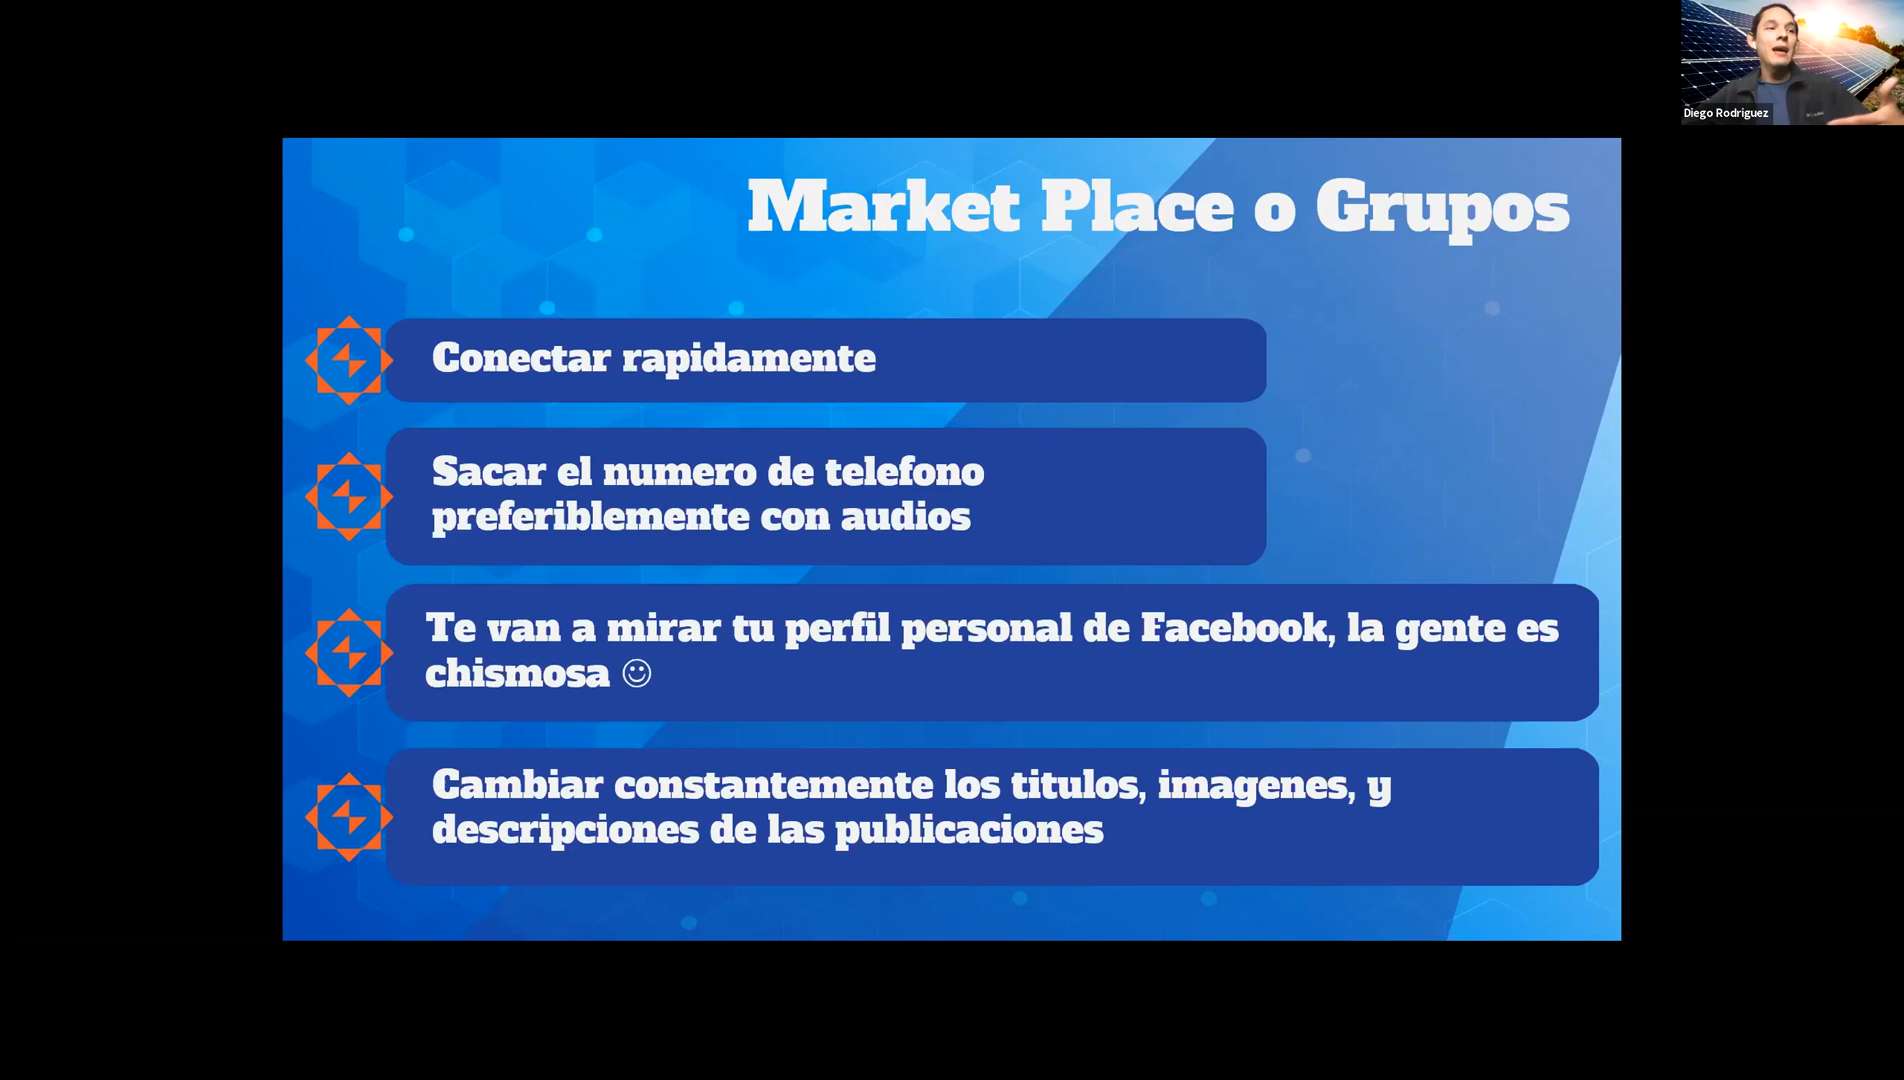 Diego Rodriguez
Market Place o Grupos
Conectar rapidamente
Sacar el numero de telefono
preferiblemente con audios
Te van a mirar tu perfil personal de Facebook, la gente es
chismosa ☺
Cambiar constantemente los titulos, imagenes, y
descripciones de las publicaciones